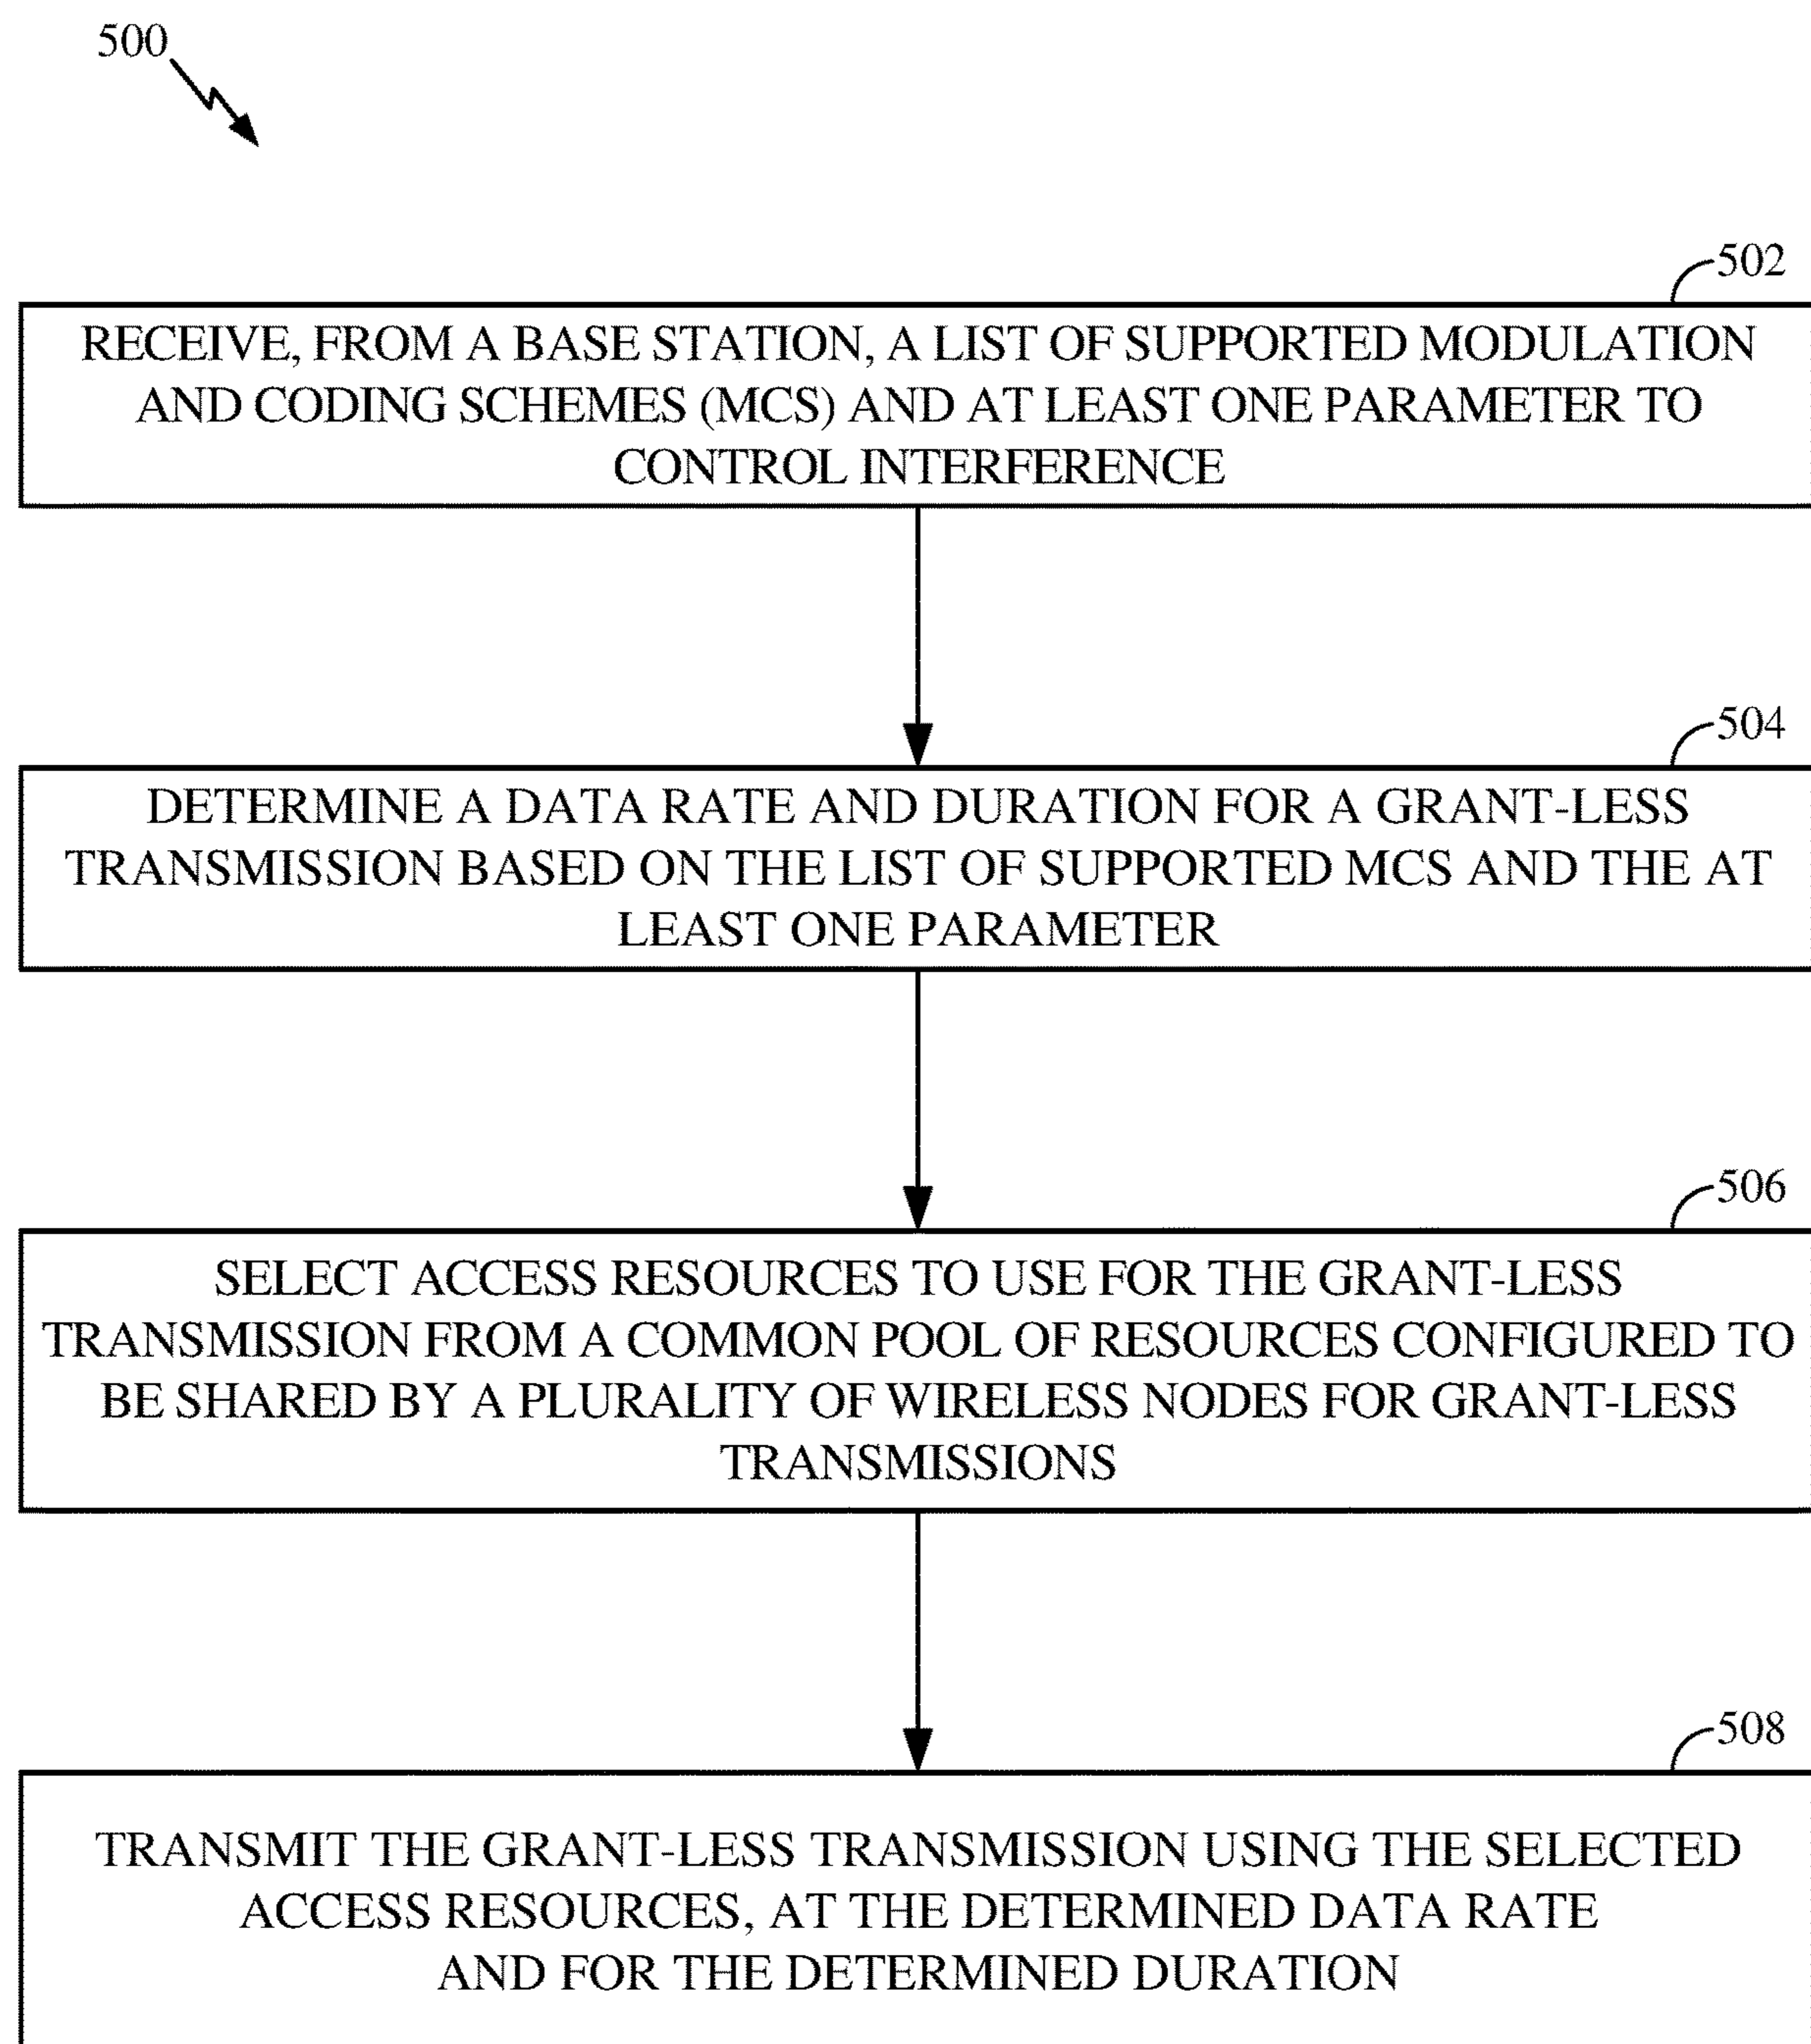 500
502
RECEIVE, FROM A BASE STATION, A LIST OF SUPPORTED MODULATION
AND CODING SCHEMES (MCS) AND AT LEAST ONE PARAMETER TO
CONTROL INTERFERENCE
504
DETERMINE A DATA RATE AND DURATION FOR A GRANT-LESS
TRANSMISSION BASED ON THE LIST OF SUPPORTED MCS AND THE AT
LEAST ONE PARAMETER
506
SELECT ACCESS RESOURCES TO USE FOR THE GRANT-LESS
TRANSMISSION FROM A COMMON POOL OF RESOURCES CONFIGURED TO
BE SHARED BY A PLURALITY OF WIRELESS NODES FOR GRANT-LESS
TRANSMISSIONS
508
TRANSMIT THE GRANT-LESS TRANSMISSION USING THE SELECTED
ACCESS RESOURCES, AT THE DETERMINED DATA RATE
AND FOR THE DETERMINED DURATION